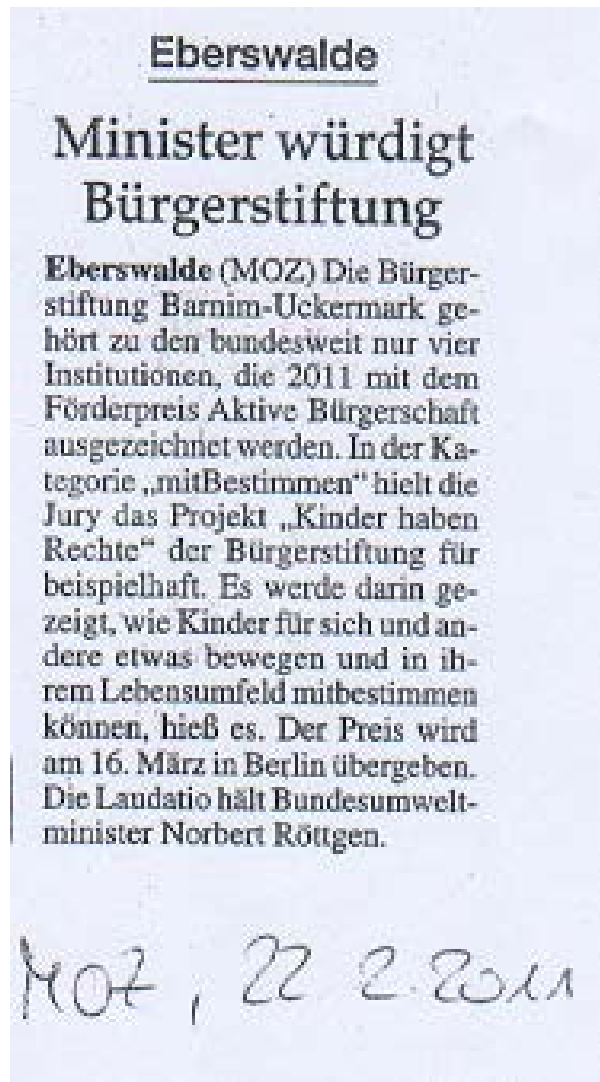 Eberswalde
Minister würdigt
Bürgerstiftung
Eberswalde (MOZ) Die Bürger-
stiftung Barnim-Uckermark ge-
hört zu den bundesweit nur vier
Institutionen, die 2011 mit dem
Förderpreis Aktive Bürgerschaft
ausgezeichnet werden. In der Ka-
tegorie „mitBestimmen“ hielt die
Jury das Projekt „Kinder haben
Rechte“ der Bürgerstiftung für
beispielhaft. Es werde darin ge-
zeigt, wie Kinder für sich und an-
dere etwas bewegen und in ih-
rem Lebensumfeld mitbestimmen
können, hieß es. Der Preis wird
am 16. März in Berlin übergeben.
Die Laudatio hält Bundesumwelt-
minister Norbert Röttgen.
MOZ, 22 2.2011